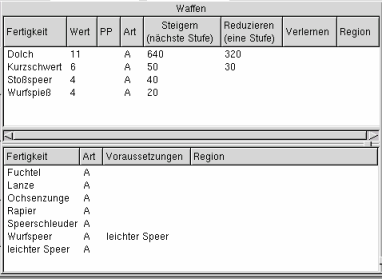 Waffen
Fertigkeit Wert PP Art Steigern (nächste Stufe) Reduzieren (eine Stufe) Verlernen Region
Dolch 11 A 640 320
Kurzschwert 6 A 50 30
Stoßspeer 4 A 40
Wurfspieß 4 A 20
Fertigkeit Art Voraussetzungen Region
Fuchtel A
Lanze A
Ochsenzunge A
Rapier A
Speerschleuder A
Wurfspeer A leichter Speer
leichter Speer A